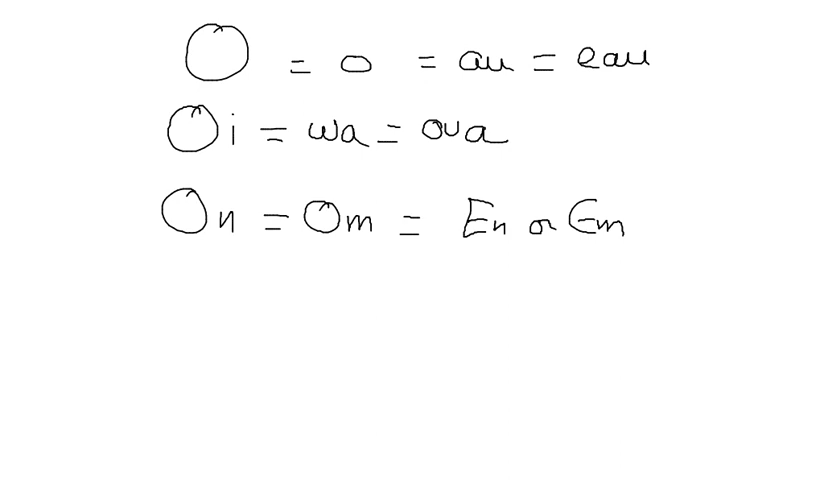 O = o = au = eau
Oi = wa = oua
On = Om = En or Em